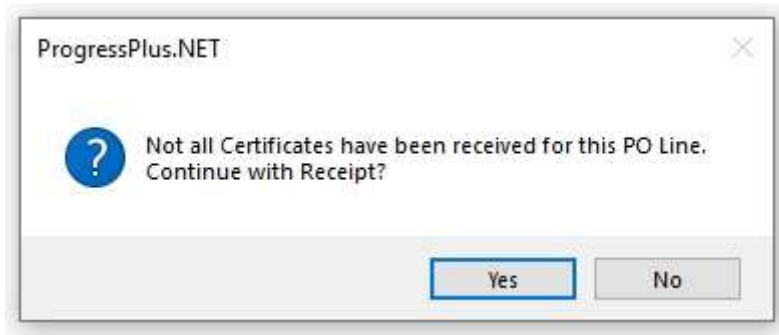 ProgressPlus.NET
Not all Certificates have been received for this PO Line.
Continue with Receipt?
Yes
No